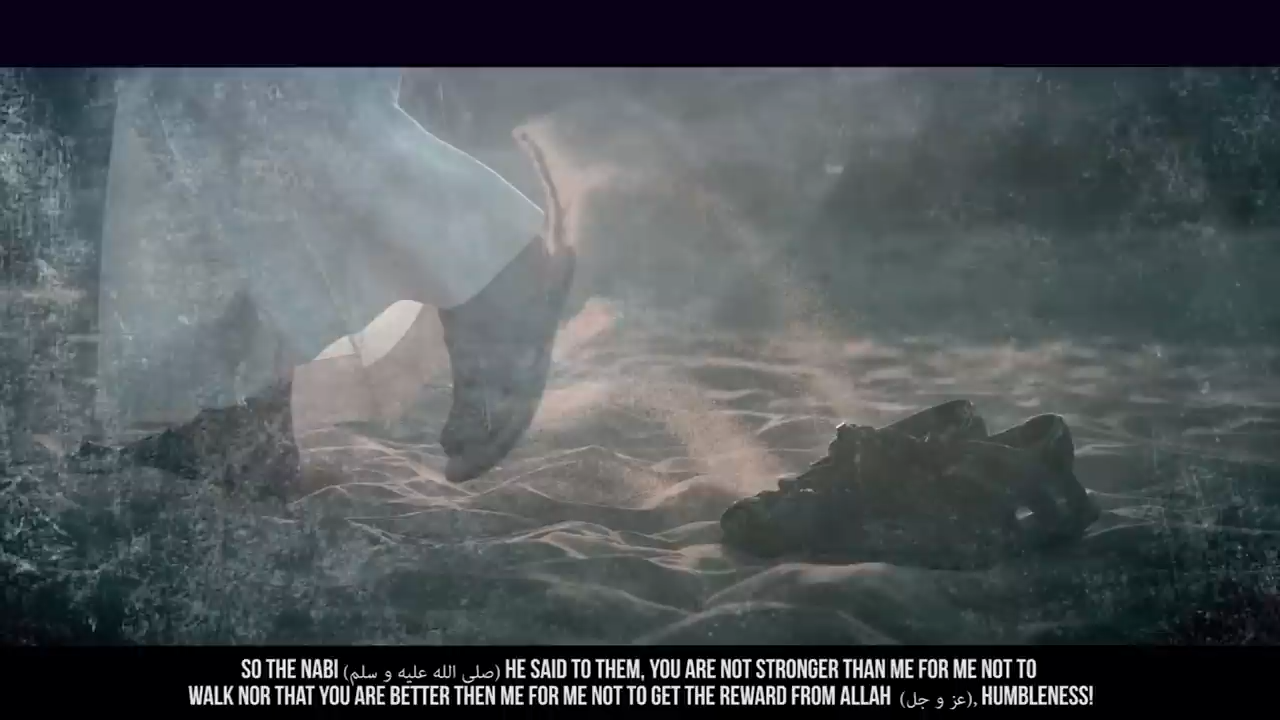 SO THE NABI (صلى الله عليه و سلم) HE SAID TO THEM, YOU ARE NOT STRONGER THAN ME FOR ME NOT TO
WALK NOR THAT YOU ARE BETTER THEN ME FOR ME NOT TO GET THE REWARD FROM ALLAH (عز و جل), HUMBLENESS!